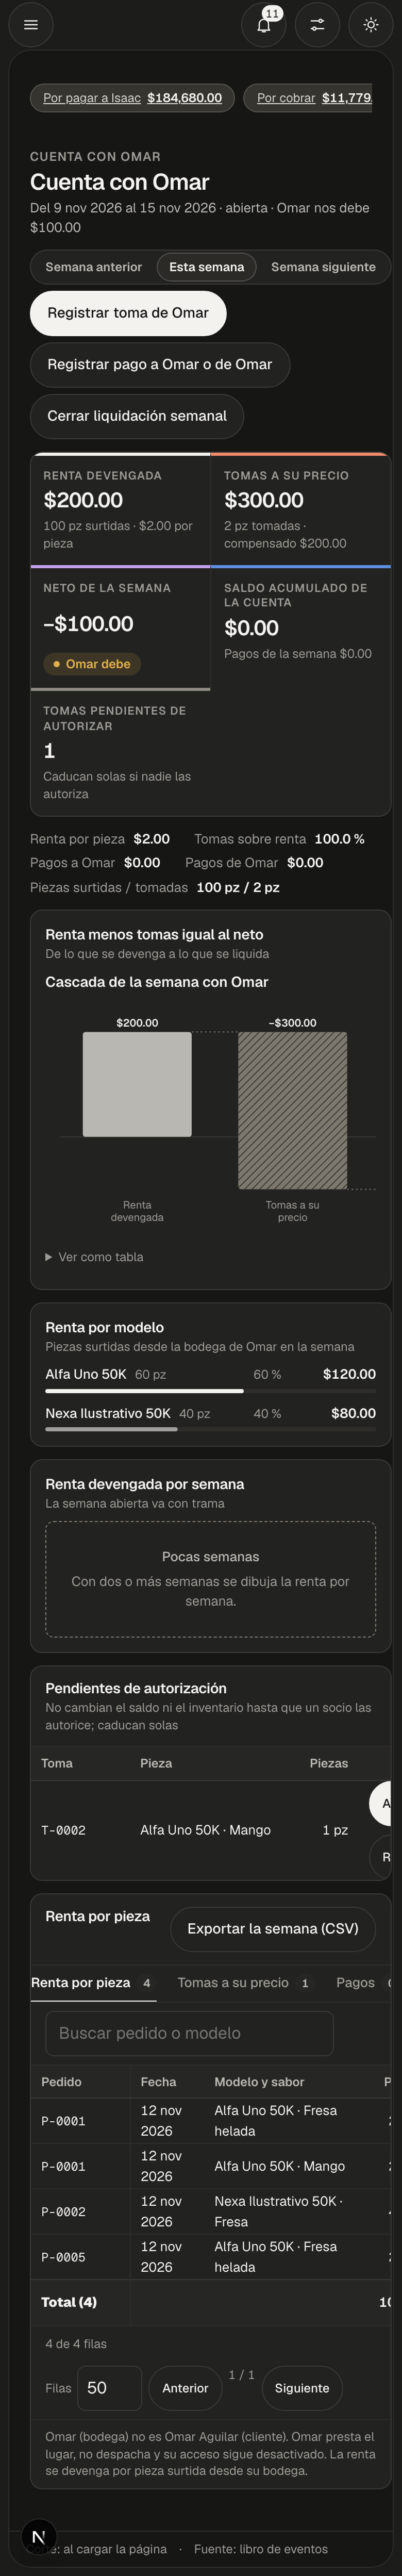 11
Por pagar a Isaac $184,680.00 Por cobrar $11,779.
CUENTA CON OMAR
Cuenta con Omar
Del 9 nov 2026 al 15 nov 2026 · abierta · Omar nos debe
$100.00
Semana anterior Esta semana Semana siguiente
Registrar toma de Omar
Registrar pago a Omar o de Omar
Cerrar liquidación semanal
RENTA DEVENGADA
$200.00
100 pz surtidas · $2.00 por
pieza
TOMAS A SU PRECIO
$300.00
2 pz tomadas ·
compensado $200.00
NETO DE LA SEMANA
−$100.00
Omar debe
SALDO ACUMULADO DE
LA CUENTA
$0.00
Pagos de la semana $0.00
TOMAS PENDIENTES DE
AUTORIZAR
1
Caducan solas si nadie las
autoriza
Renta por pieza $2.00 Tomas sobre renta 100.0 %
Pagos a Omar $0.00 Pagos de Omar $0.00
Piezas surtidas / tomadas 100 pz / 2 pz
Renta menos tomas igual al neto
De lo que se devenga a lo que se liquida
Cascada de la semana con Omar
$200.00 −$300.00
Renta
devengada
Tomas a su
precio
Ver como tabla
Renta por modelo
Piezas surtidas desde la bodega de Omar en la semana
Alfa Uno 50K 60 pz 60 % $120.00
Nexa Ilustrativo 50K 40 pz 40 % $80.00
Renta devengada por semana
La semana abierta va con trama
Pocas semanas
Con dos o más semanas se dibuja la renta por
semana.
Pendientes de autorización
No cambian el saldo ni el inventario hasta que un socio las
autorice; caducan solas
Toma Pieza Piezas
T-0002 Alfa Uno 50K · Mango 1 pz
Renta por pieza
Exportar la semana (CSV)
Renta por pieza 4 Tomas a su precio 1 Pagos
Buscar pedido o modelo
Pedido Fecha Modelo y sabor
P-0001 12 nov
2026 Alfa Uno 50K · Fresa
helada
P-0001 12 nov
2026 Alfa Uno 50K · Mango
P-0002 12 nov
2026 Nexa Ilustrativo 50K ·
Fresa
P-0005 12 nov
2026 Alfa Uno 50K · Fresa
helada
Total (4)
4 de 4 filas
Filas 50 Anterior 1 / 1 Siguiente
Omar (bodega) no es Omar Aguilar (cliente). Omar presta el
lugar, no despacha y su acceso sigue desactivado. La renta
se devenga por pieza surtida desde su bodega.
N
al cargar la página · Fuente: libro de eventos